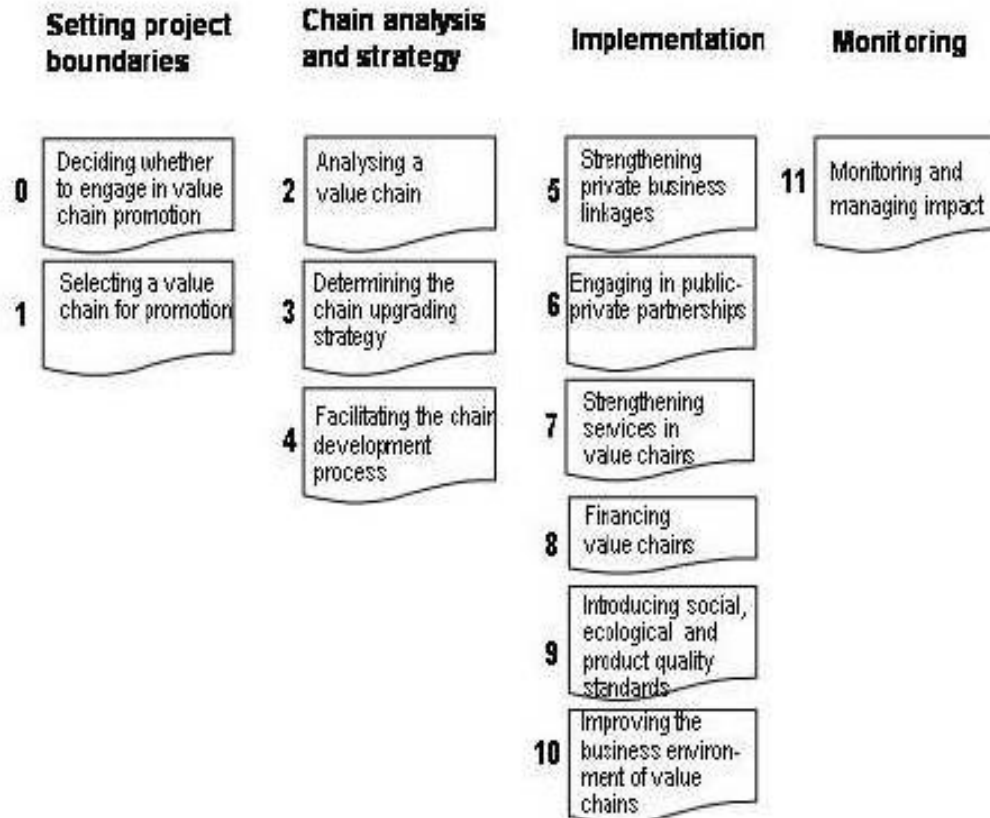 Setting project
boundaries
Chain analysis
and strategy
Implementation
Monitoring
0
Deciding whether
to engage in value
chain promotion
1
Selecting a value
chain for promotion
2
Analysing a
value chain
3
Determining the
chain upgrading
strategy
4
Facilitating the chain
development
process
5
Strengthening
private business
linkages
6
Engaging in public-
private partnerships
7
Strengthening
services in
value chains
8
Financing
value chains
9
Introducing social,
ecological and
product quality
standards
10
Improving the
business environ-
ment of value
chains
11
Monitoring and
managing impact